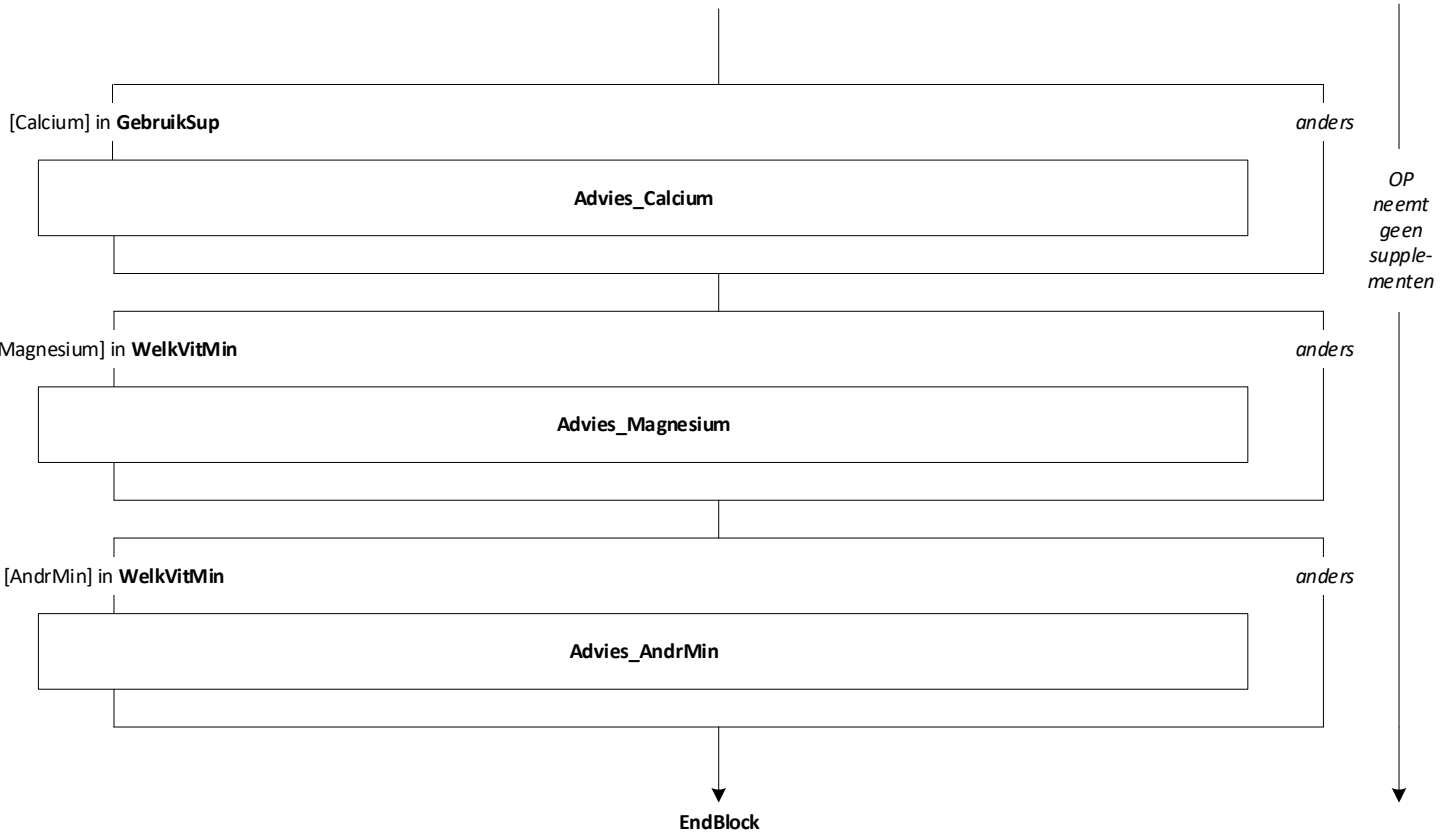 [Calcium] in GebruikSup
anders
Advies_Calcium
OP
neemt
geen
supple-
menten
Magnesium] in WelkVitMin
anders
Advies_Magnesium
[AndrMin] in WelkVitMin
anders
Advies_AndrMin
EndBlock